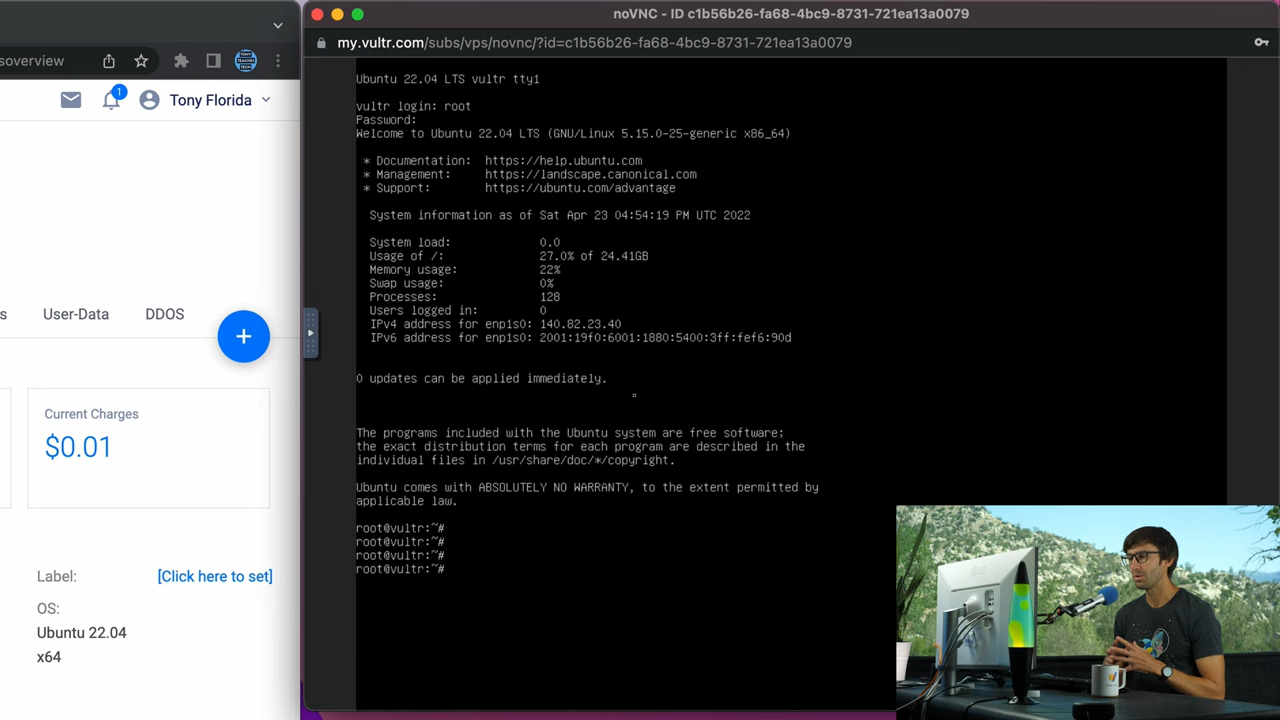 soverview
1
Tony Florida
s
User-Data
DDOS
+
Current Charges
$0.01
Label:
[Click here to set]
OS:
Ubuntu 22.04
x64
noVNC - ID c1b56b26-fa68-4bc9-8731-721ea13a0079
my.vultr.com/subs/vps/novnc/?id=c1b56b26-fa68-4bc9-8731-721ea13a0079
Ubuntu 22.04 LTS vultr tty1
vultr login: root
Password:
Welcome to Ubuntu 22.04 LTS (GNU/Linux 5.15.0-25-generic x86_64)
* Documentation: https://help.ubuntu.com
* Management: https://landscape.canonical.com
* Support: https://ubuntu.com/advantage
System information as of Sat Apr 23 04:54:19 PM UTC 2022
System load: 0.0
Usage of /: 27.0% of 24.41GB
Memory usage: 22%
Swap usage: 0%
Processes: 128
Users logged in: 0
IPv4 address for enp1s0: 140.82.23.40
IPv6 address for enp1s0: 2001:19f0:6001:1880:5400:3ff:fef6:90d
0 updates can be applied immediately.
The programs included with the Ubuntu system are free software;
the exact distribution terms for each program are described in the
individual files in /usr/share/doc/*/copyright.
Ubuntu comes with ABSOLUTELY NO WARRANTY, to the extent permitted by
applicable law.
root@vultr:~#
root@vultr:~#
root@vultr:~#
root@vultr:~#
LG